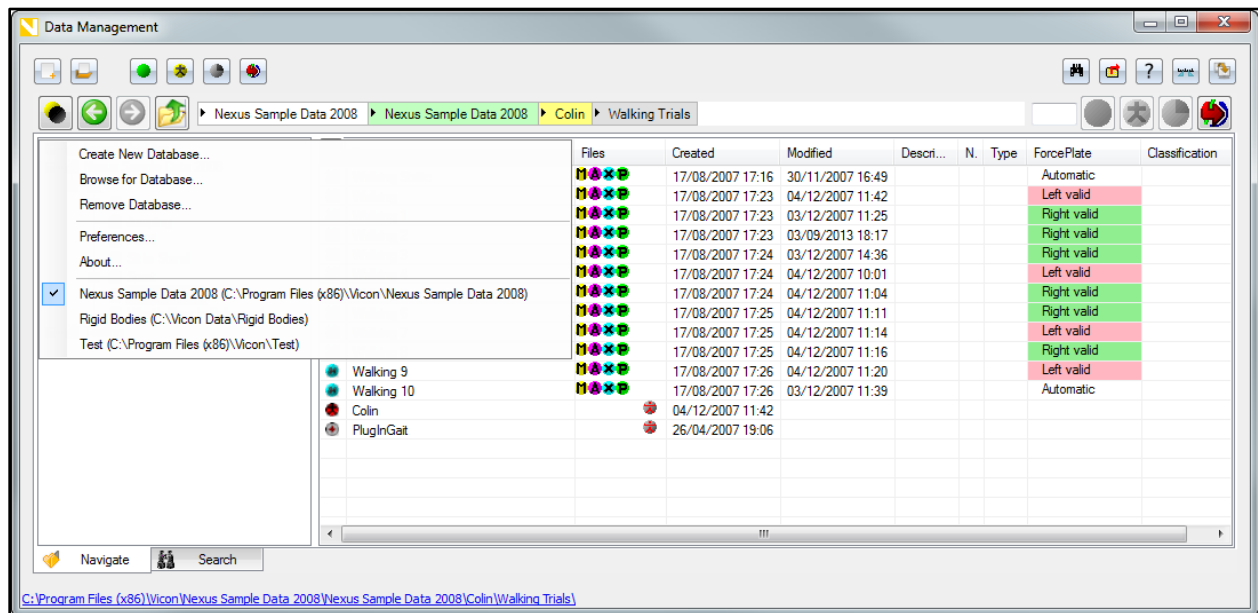 Data Management
Nexus Sample Data 2008 Nexus Sample Data 2008 Colin Walking Trials
Create New Database...
Browse for Database...
Remove Database...
Preferences...
About...
Nexus Sample Data 2008 (C:\Program Files (x86)\Vicon\Nexus Sample Data 2008)
Rigid Bodies (C:\Vicon Data\Rigid Bodies)
Test (C:\Program Files (x86)\Vicon\Test)
Files Created Modified Descri... N. Type ForcePlate Classification
M A X P 17/08/2007 17:16 30/11/2007 16:49 Automatic
M A X P 17/08/2007 17:23 04/12/2007 11:42 Left valid
M A X P 17/08/2007 17:23 03/12/2007 11:25 Right valid
M A X P 17/08/2007 17:23 03/09/2013 18:17 Right valid
M A X P 17/08/2007 17:24 03/12/2007 14:36 Right valid
M A X P 17/08/2007 17:24 04/12/2007 10:01 Left valid
M A X P 17/08/2007 17:24 04/12/2007 11:04 Right valid
M A X P 17/08/2007 17:25 04/12/2007 11:11 Right valid
M A X P 17/08/2007 17:25 04/12/2007 11:14 Left valid
M A X P 17/08/2007 17:25 04/12/2007 11:16 Right valid
Walking 9 M A X P 17/08/2007 17:26 04/12/2007 11:20 Left valid
Walking 10 M A X P 17/08/2007 17:26 03/12/2007 11:39 Automatic
Colin 04/12/2007 11:42
PlugInGait 26/04/2007 19:06
Navigate Search
C:\Program Files (x86)\Vicon\Nexus Sample Data 2008\Nexus Sample Data 2008\Colin\Walking Trials\